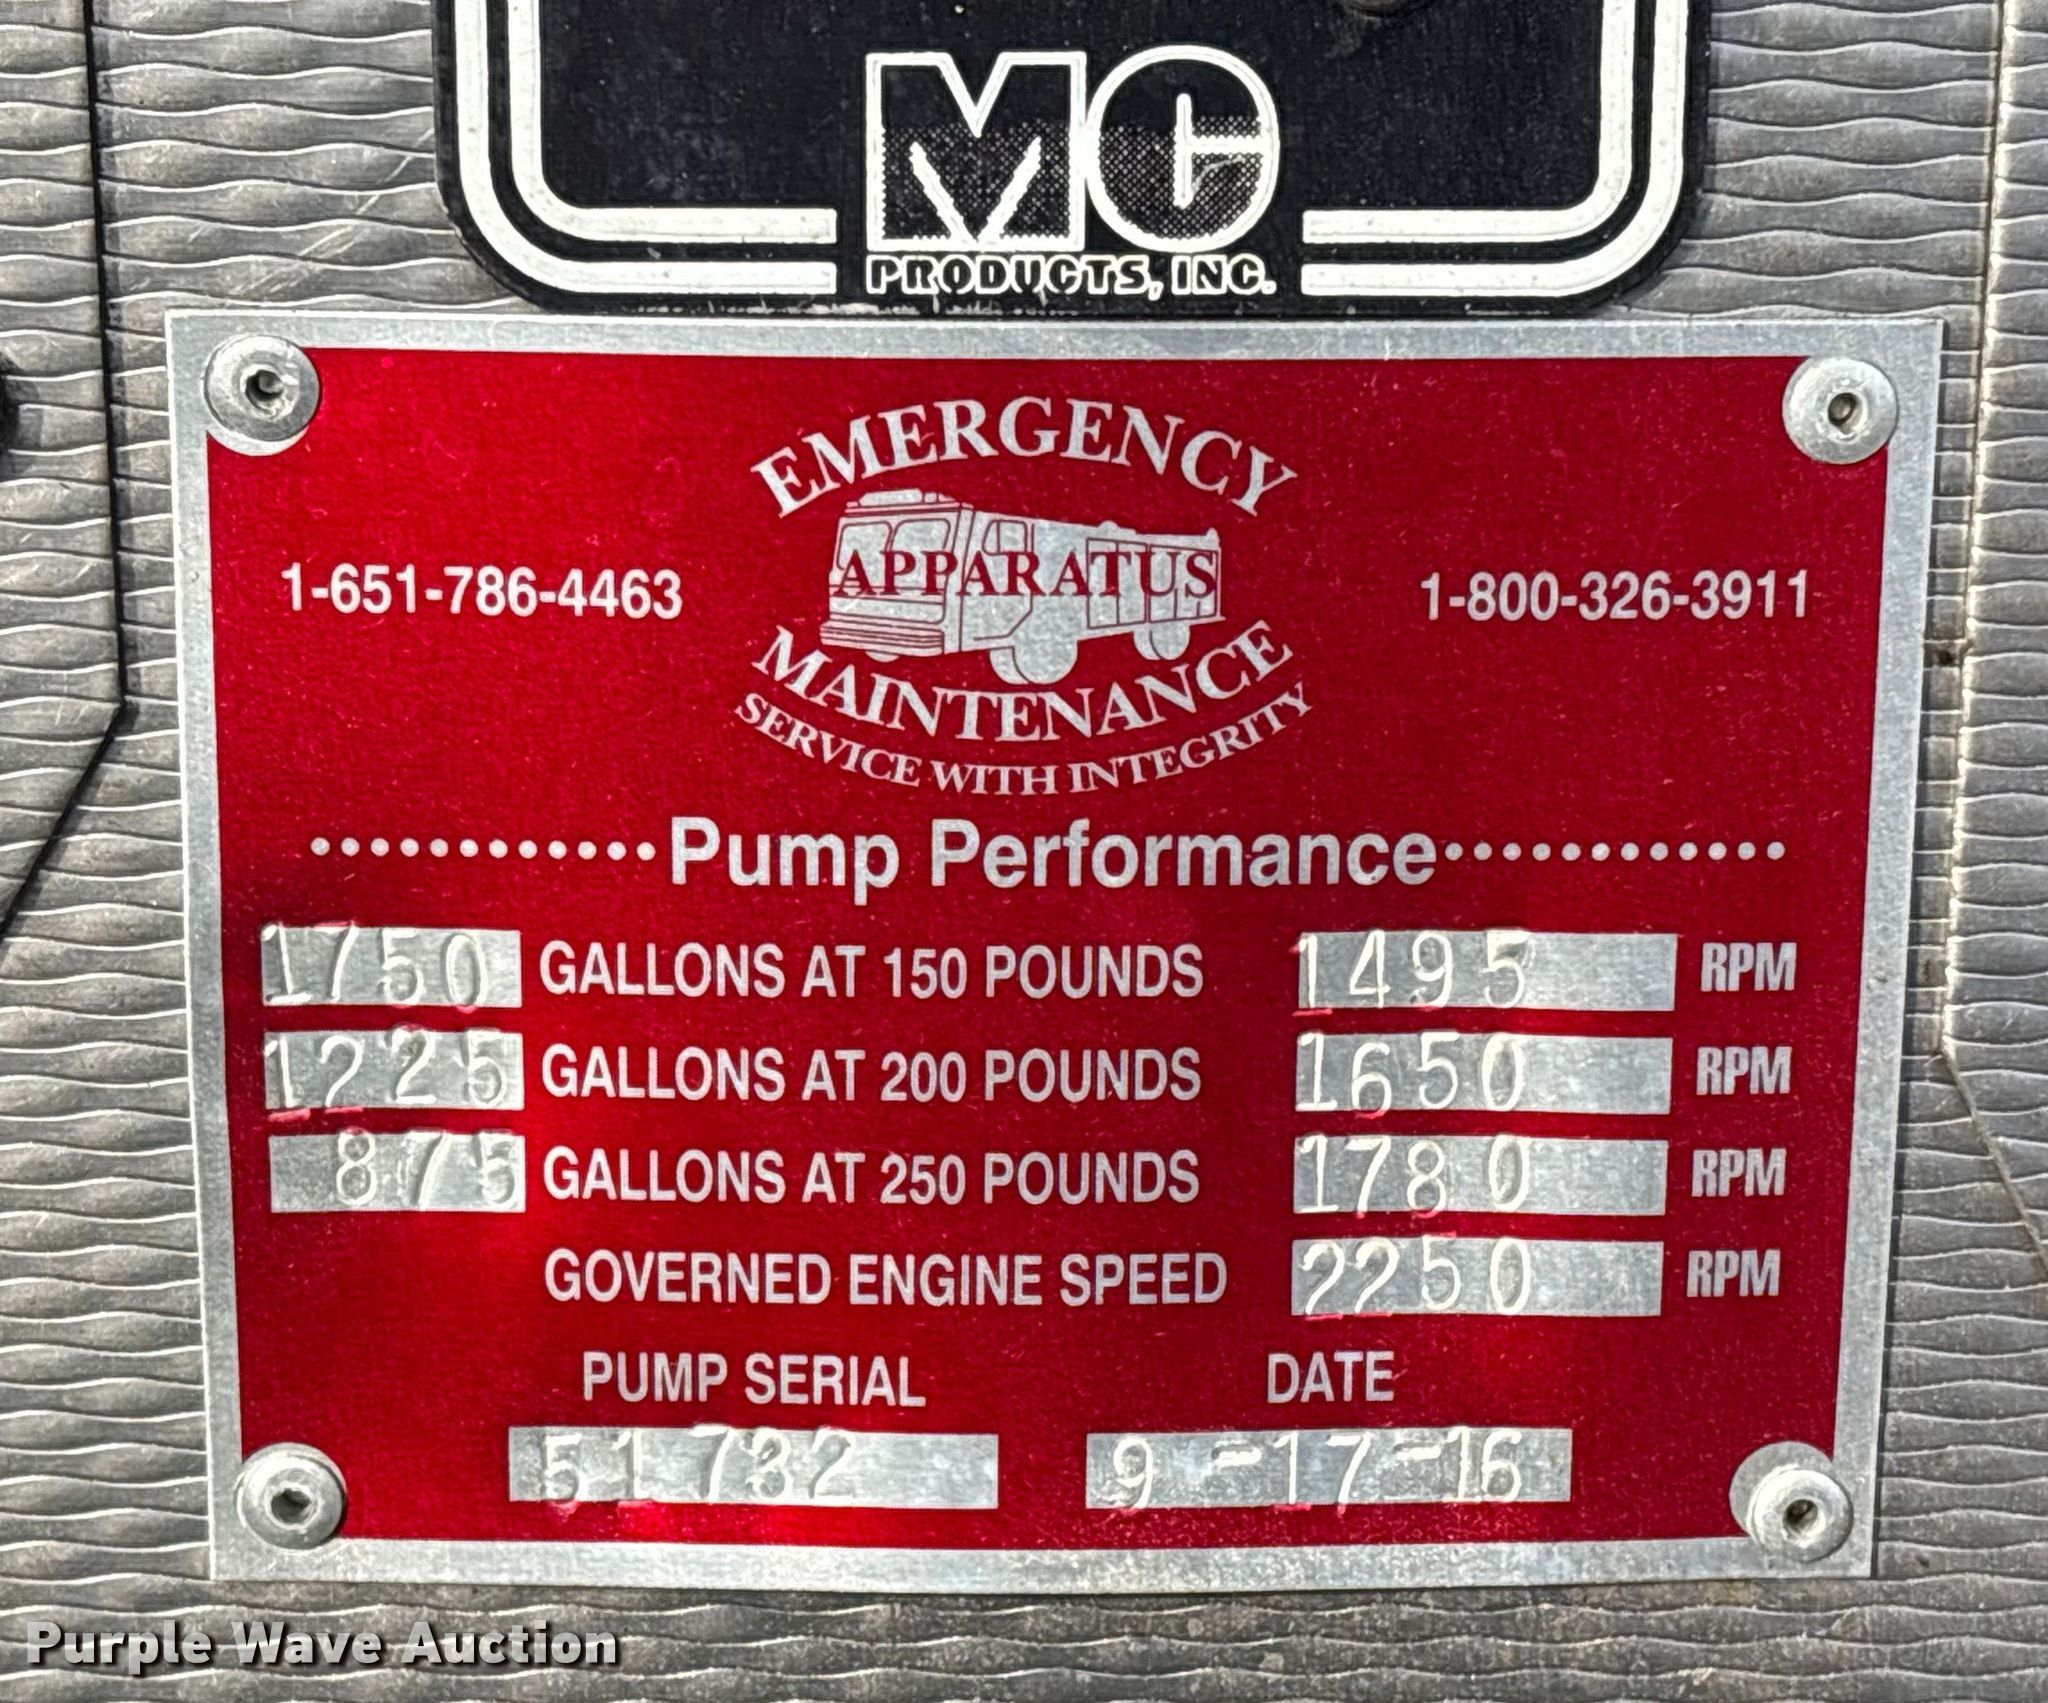 MC
PRODUCTS, INC.
EMERGENCY
APPARATUS
MAINTENANCE
SERVICE WITH INTEGRITY
1-651-786-4463
1-800-326-3911
Pump Performance
1750 GALLONS AT 150 POUNDS 1495 RPM
1225 GALLONS AT 200 POUNDS 1650 RPM
875 GALLONS AT 250 POUNDS 1780 RPM
GOVERNED ENGINE SPEED 2250 RPM
PUMP SERIAL DATE
51732 9-17-16
Purple Wave Auction